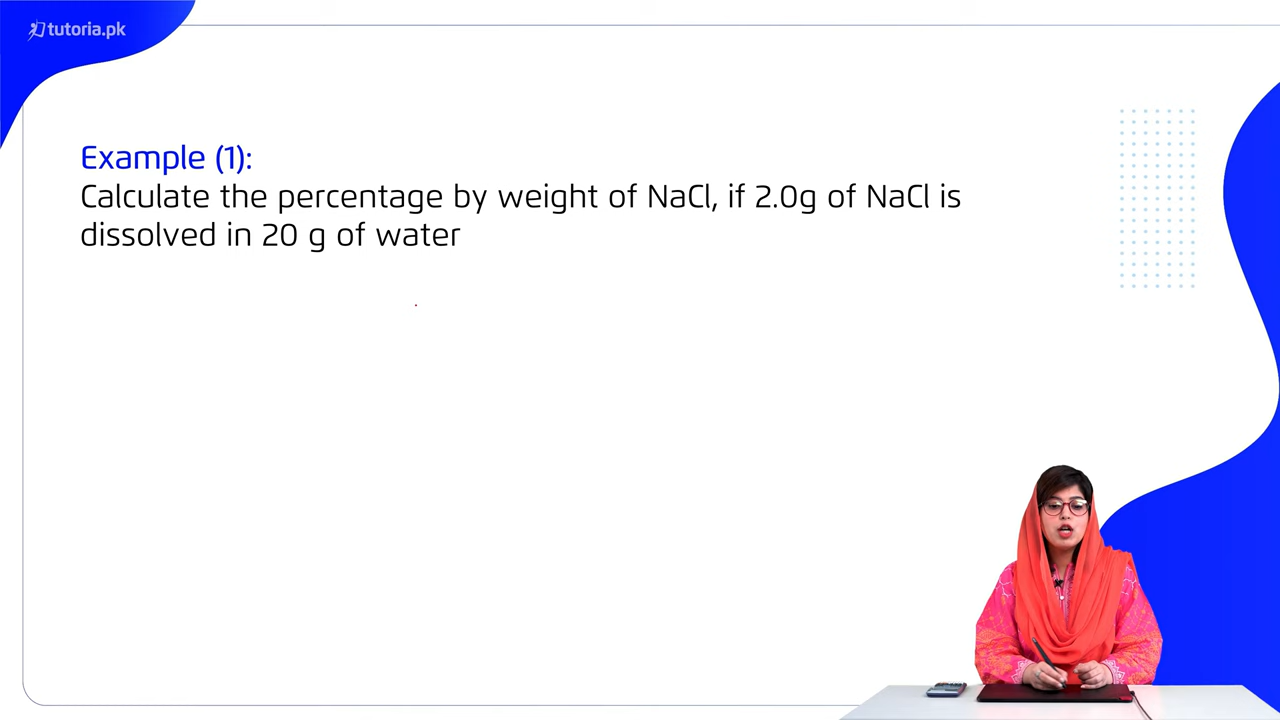 tutoria.pk
Example (1):
Calculate the percentage by weight of NaCl, if 2.0g of NaCl is
dissolved in 20 g of water